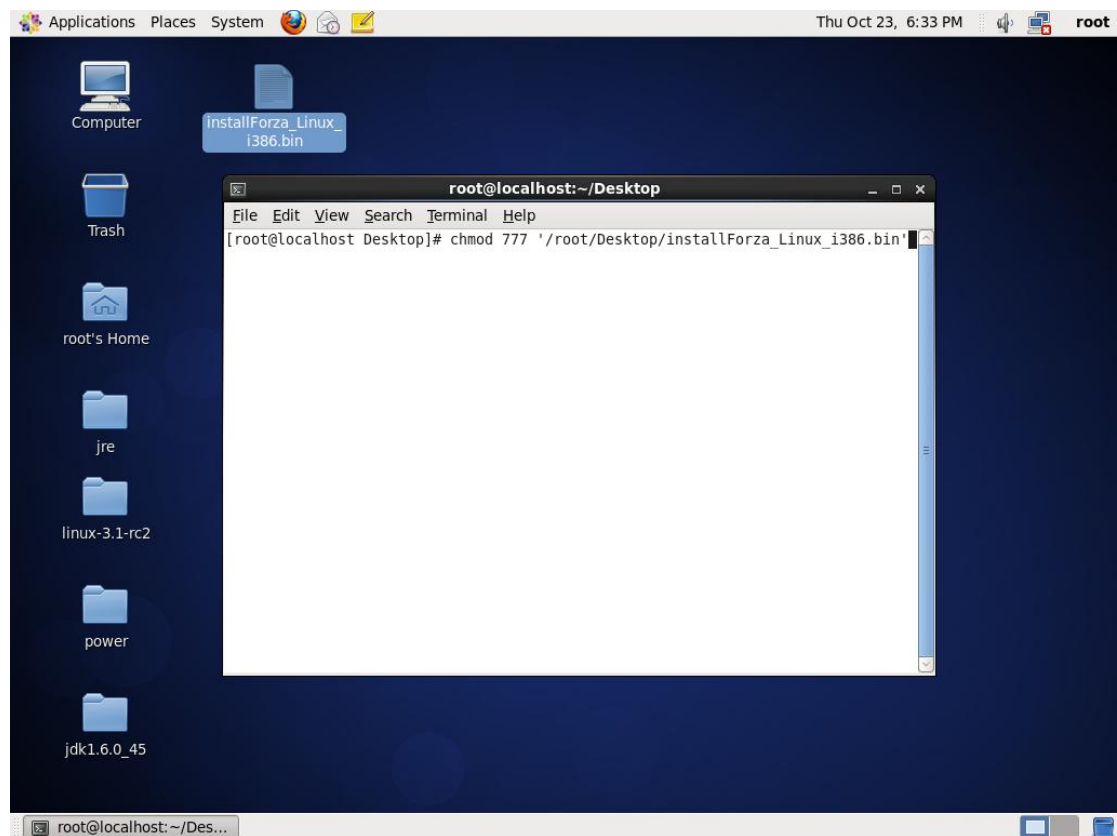 Applications Places System Thu Oct 23, 6:33 PM root
Computer
installForza_Linux_
i386.bin
root@localhost:~/Desktop
File Edit View Search Terminal Help
[root@localhost Desktop]# chmod 777 '/root/Desktop/installForza_Linux_i386.bin'
Trash
root's Home
jre
linux-3.1-rc2
power
jdk1.6.0_45
root@localhost:~/Des...